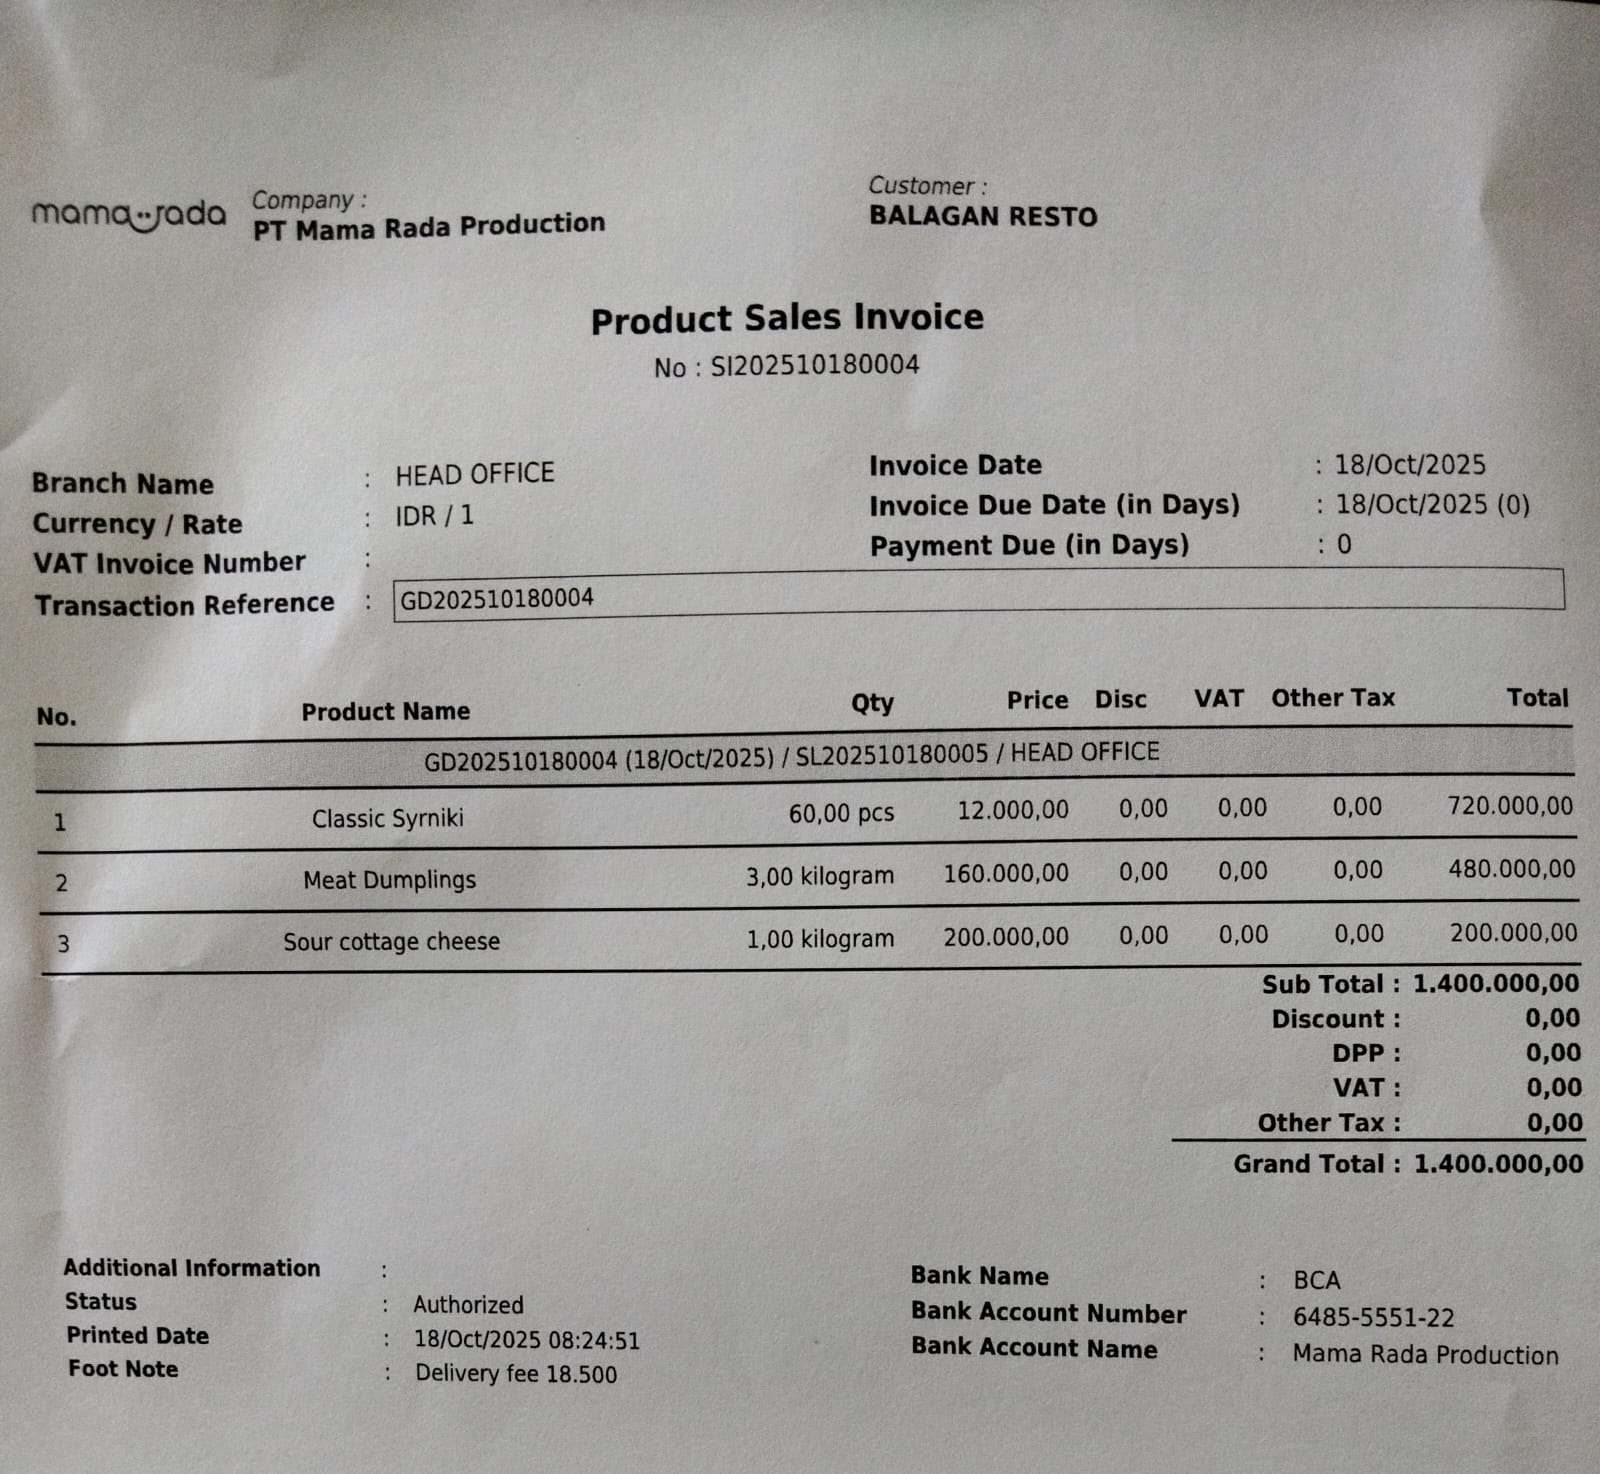 mama rada
Company :
PT Mama Rada Production
Customer :
BALAGAN RESTO
Product Sales Invoice
No : SI202510180004
Branch Name : HEAD OFFICE
Currency / Rate : IDR / 1
VAT Invoice Number :
Transaction Reference : GD202510180004
Invoice Date : 18/Oct/2025
Invoice Due Date (in Days) : 18/Oct/2025 (0)
Payment Due (in Days) : 0
No. Product Name Qty Price Disc VAT Other Tax Total
GD202510180004 (18/Oct/2025) / SL202510180005 / HEAD OFFICE
1 Classic Syrniki 60,00 pcs 12.000,00 0,00 0,00 0,00 720.000,00
2 Meat Dumplings 3,00 kilogram 160.000,00 0,00 0,00 0,00 480.000,00
3 Sour cottage cheese 1,00 kilogram 200.000,00 0,00 0,00 0,00 200.000,00
Sub Total : 1.400.000,00
Discount : 0,00
DPP : 0,00
VAT : 0,00
Other Tax : 0,00
Grand Total : 1.400.000,00
Additional Information :
Status : Authorized
Printed Date : 18/Oct/2025 08:24:51
Foot Note : Delivery fee 18.500
Bank Name : BCA
Bank Account Number : 6485-5551-22
Bank Account Name : Mama Rada Production